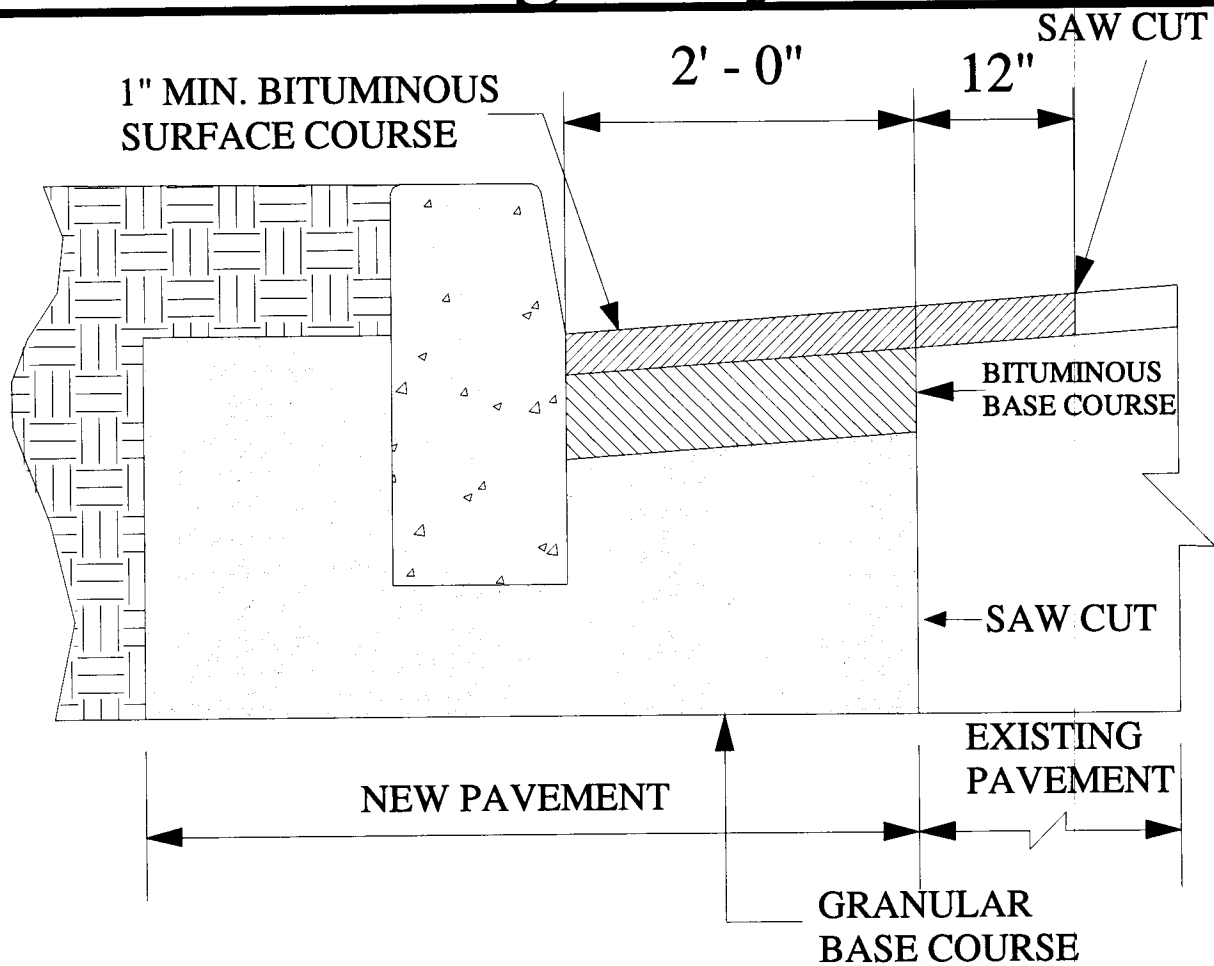 SAW CUT
2' - 0"
12"
1" MIN. BITUMINOUS
SURFACE COURSE
BITUMINOUS
BASE COURSE
SAW CUT
EXISTING
PAVEMENT
NEW PAVEMENT
GRANULAR
BASE COURSE